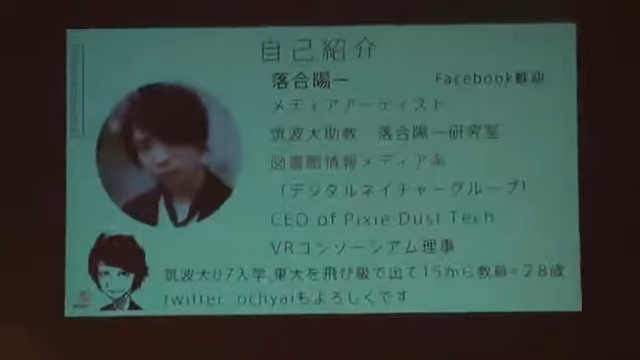 自己紹介
落合陽一 Facebook歓迎
メディアアーティスト
筑波大助教 落合陽一研究室
図書館情報メディア系
(デジタルネイチャーグループ)
CEO of Pixie Dust Tech
VRコンソーシアム理事
筑波大07入学,東大を飛び級で出て15から教員=28歳
twitter ochyaiもよろしくです